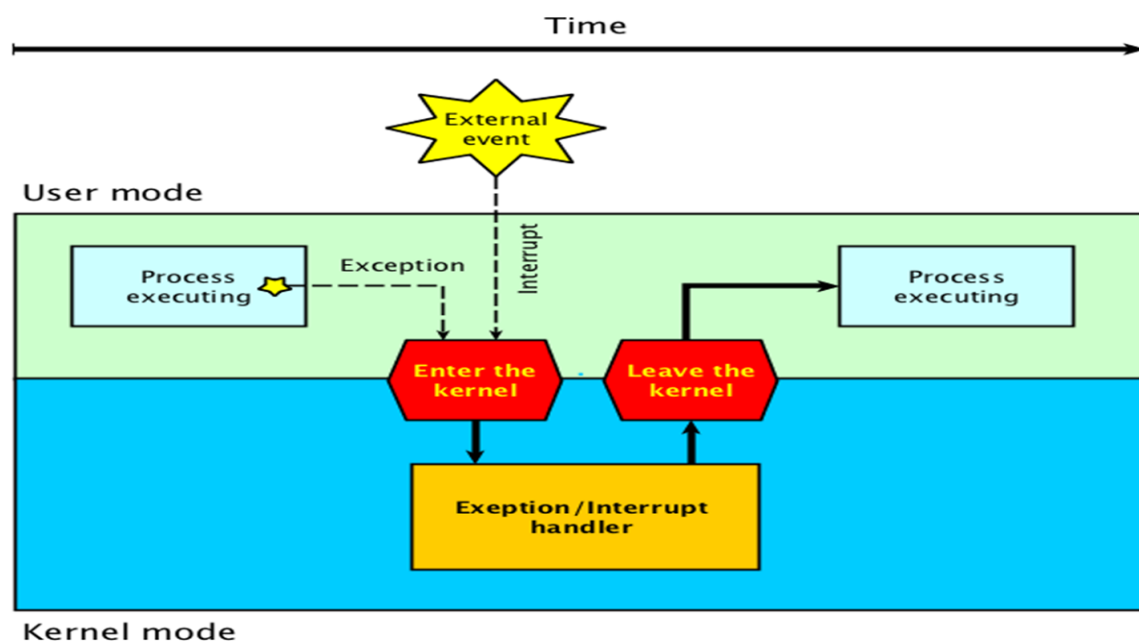 Time
External
event
User mode
Interrupt
Process
executing
Exception
Process
executing
Enter the
kernel
Leave the
kernel
Exeption/Interrupt
handler
Kernel mode